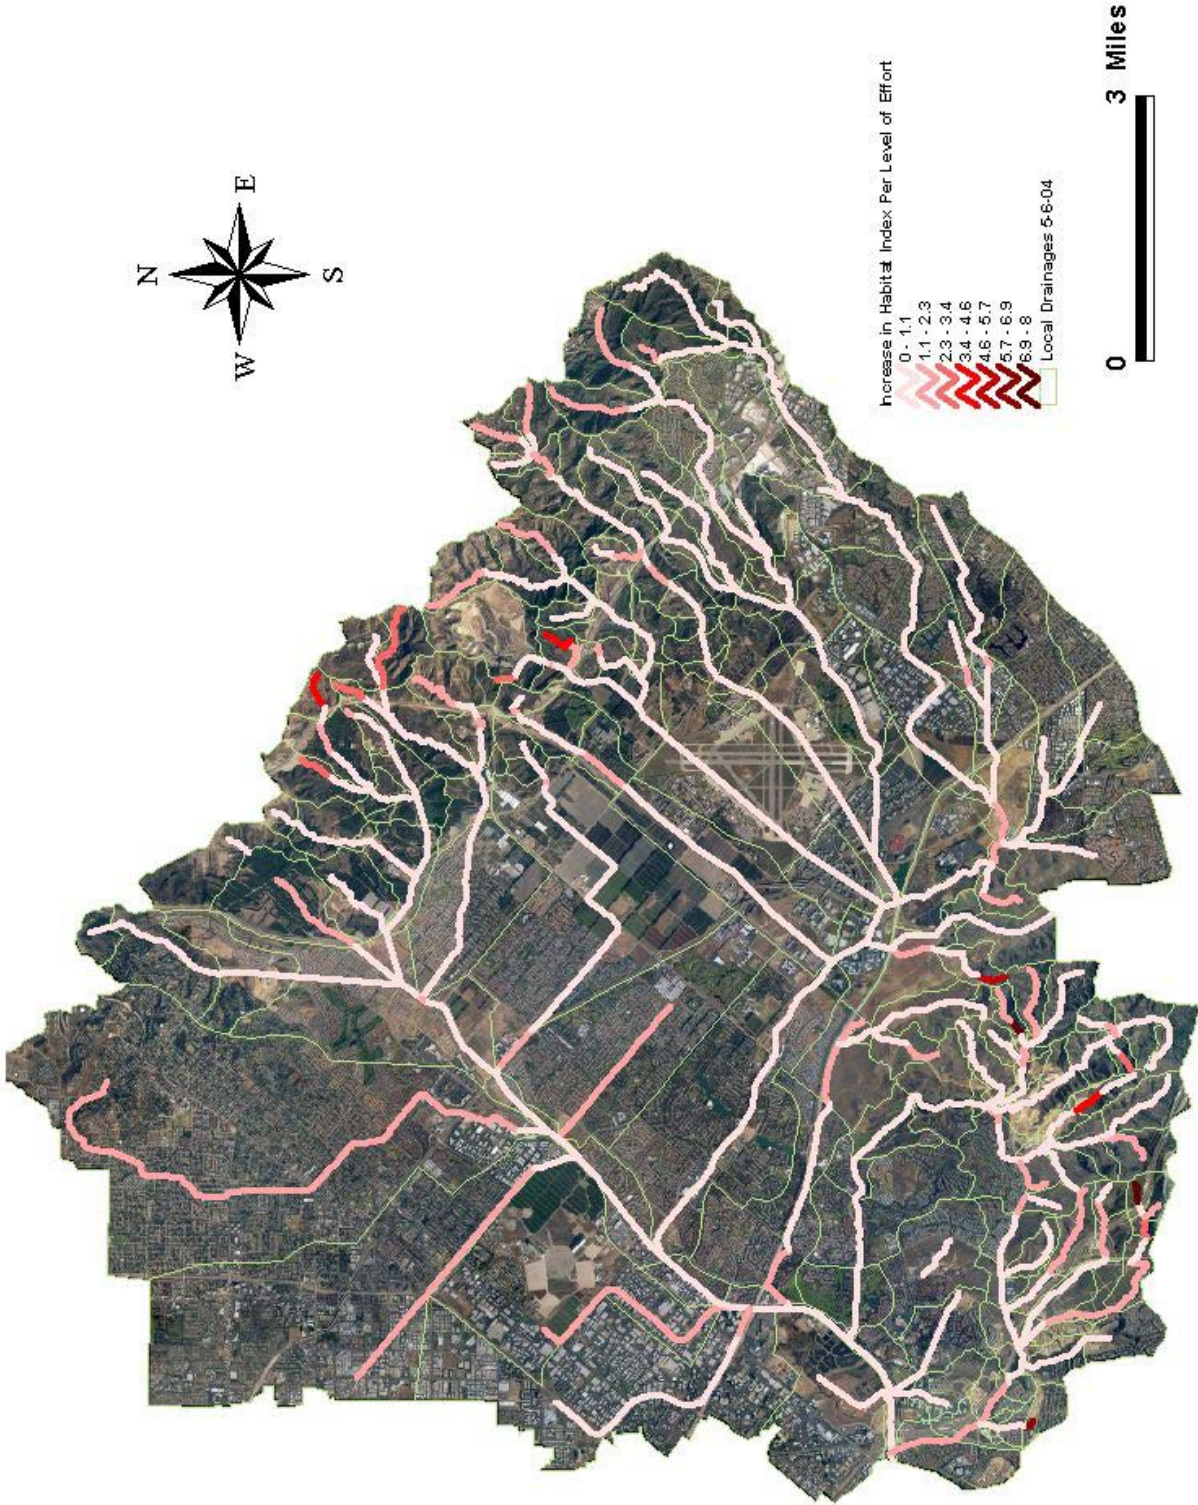 N
W E
S
Increase in Habitat Index Per Level of Effort
0 - 1.1
1.1 - 2.3
2.3 - 3.4
3.4 - 4.6
4.6 - 5.7
5.7 - 6.9
6.9 - 8
Local Drainages 5-6-04
0 3 Miles